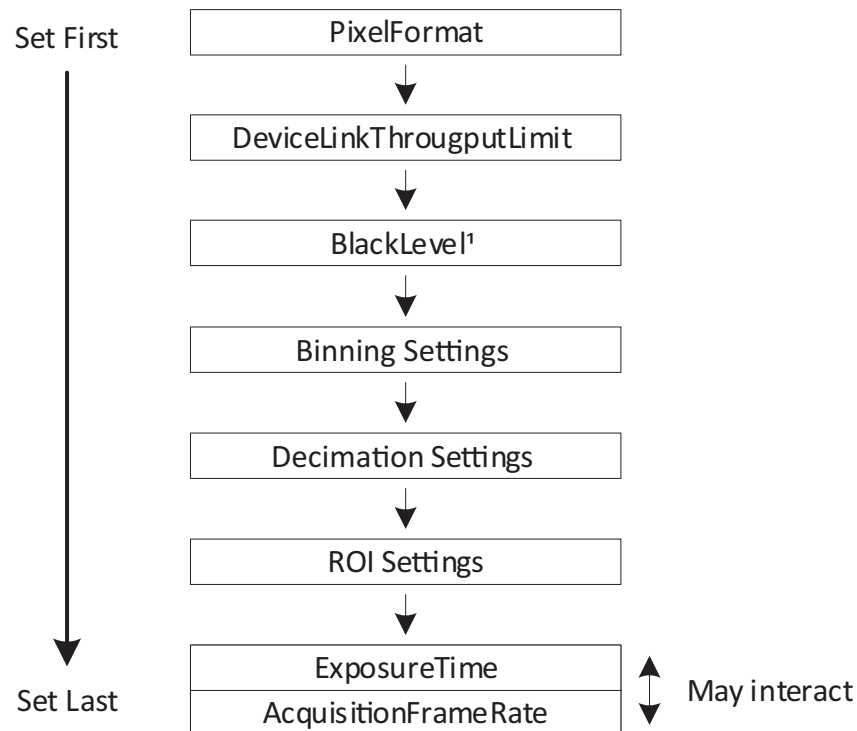 Set First
PixelFormat
DeviceLinkThrougputLimit
BlackLevel¹
Binning Settings
Decimation Settings
ROI Settings
ExposureTime
May interact
Set Last
AcquisitionFrameRate